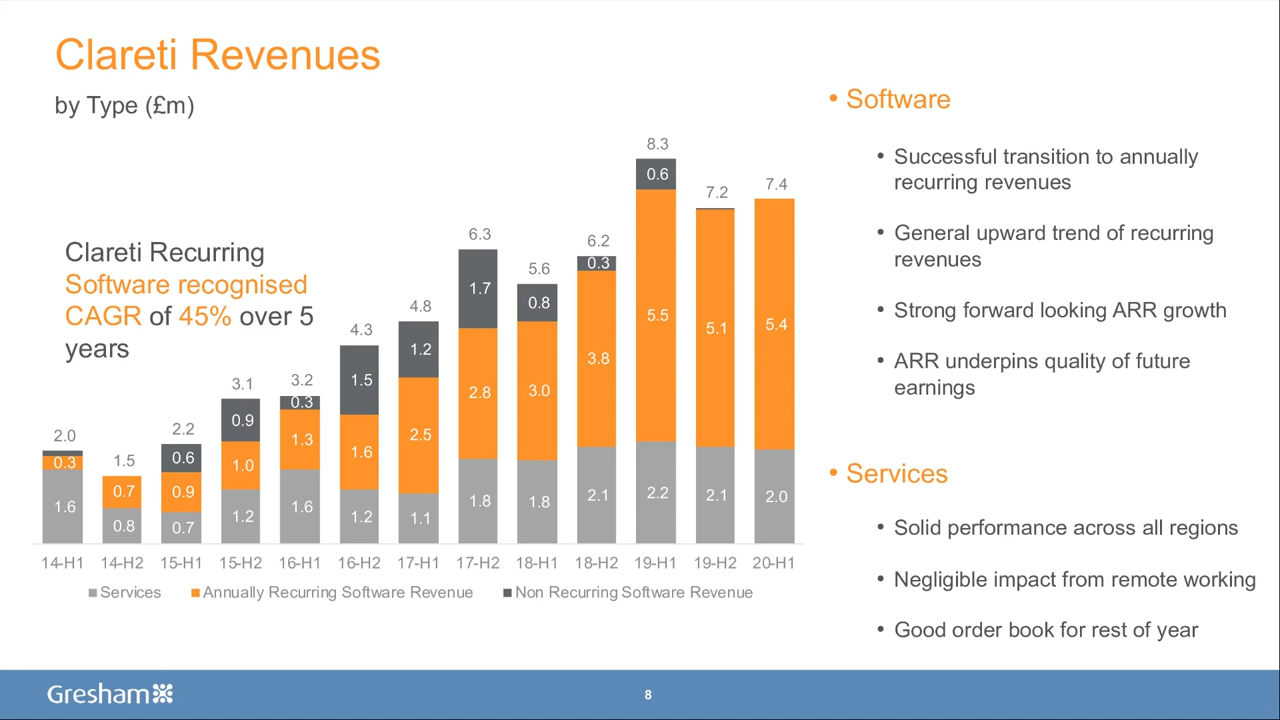 Clareti Revenues
by Type (£m)
Clareti Recurring
Software recognised
CAGR of 45% over 5
years
2.0
1.5
2.2
3.1
3.2
4.3
4.8
6.3
5.6
6.2
8.3
7.2
7.4
0.6
0.9
0.3
1.5
1.2
1.7
0.8
0.3
0.6
0.3
0.7
0.9
1.0
1.3
1.6
2.5
2.8
3.0
3.8
5.5
5.1
5.4
1.6
0.8
0.7
1.2
1.6
1.2
1.1
1.8
1.8
2.1
2.2
2.1
2.0
14-H1 14-H2 15-H1 15-H2 16-H1 16-H2 17-H1 17-H2 18-H1 18-H2 19-H1 19-H2 20-H1
Services Annually Recurring Software Revenue Non Recurring Software Revenue
• Software
• Successful transition to annually
recurring revenues
• General upward trend of recurring
revenues
• Strong forward looking ARR growth
• ARR underpins quality of future
earnings
• Services
• Solid performance across all regions
• Negligible impact from remote working
• Good order book for rest of year
Gresham
8